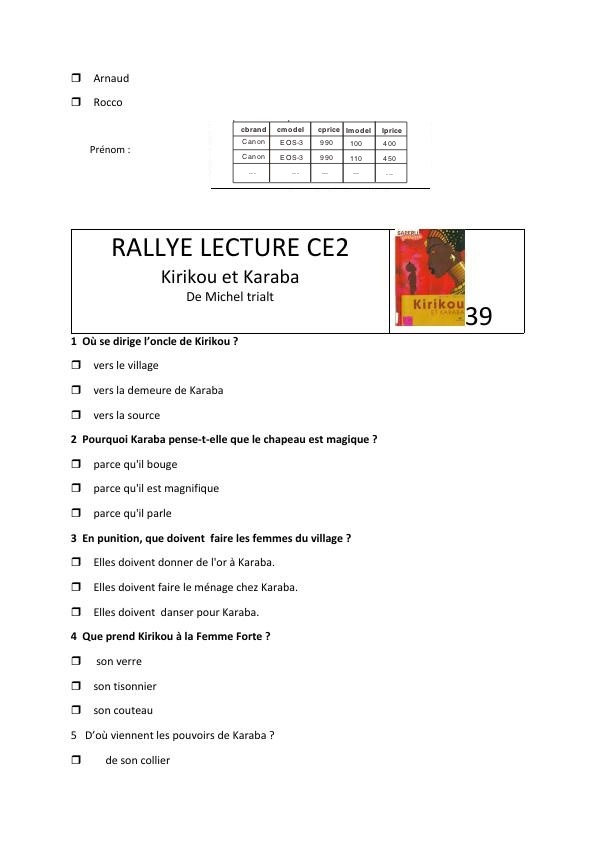 Arnaud
Rocco
Prénom :
cbrand cmodel cprice lmodel lprice
Canon EOS-3 990 100 400
Canon EOS-3 990 110 450
... ... ... ... ...
RALLYE LECTURE CE2
Kirikou et Karaba
De Michel trialt
Kirikou
ET KARABA
39
1 Où se dirige l’oncle de Kirikou ?
vers le village
vers la demeure de Karaba
vers la source
2 Pourquoi Karaba pense-t-elle que le chapeau est magique ?
parce qu'il bouge
parce qu'il est magnifique
parce qu'il parle
3 En punition, que doivent faire les femmes du village ?
Elles doivent donner de l'or à Karaba.
Elles doivent faire le ménage chez Karaba.
Elles doivent danser pour Karaba.
4 Que prend Kirikou à la Femme Forte ?
son verre
son tisonnier
son couteau
5 D’où viennent les pouvoirs de Karaba ?
de son collier